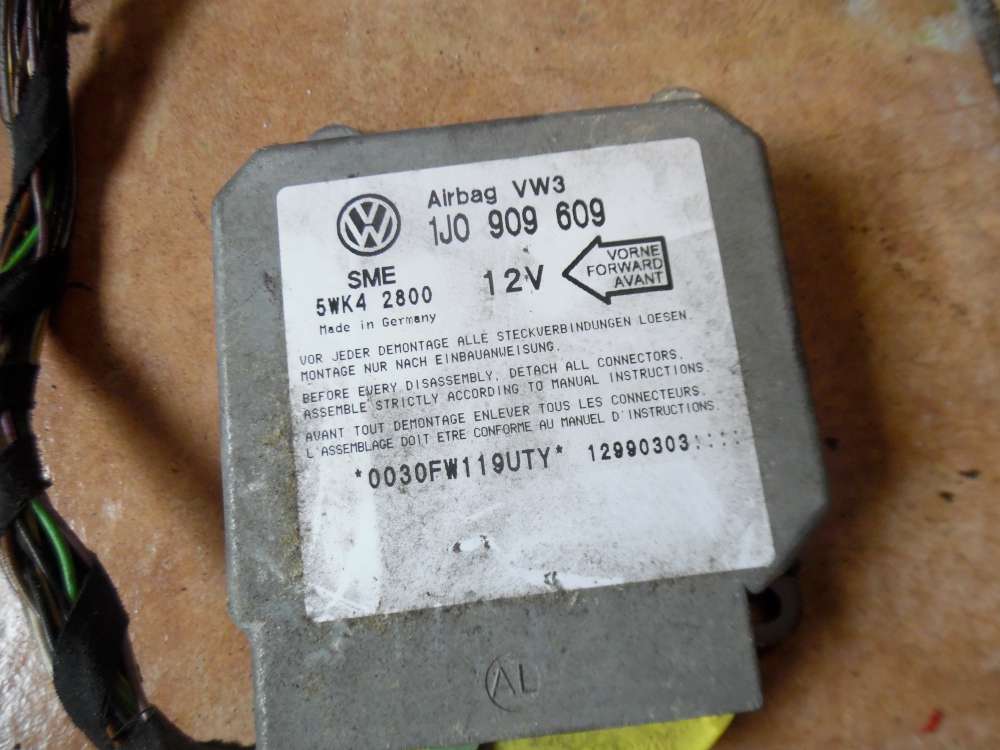 Airbag VW3
1J0 909 609
SME
5WK4 2800
Made in Germany
12V
VORNE
FORWARD
AVANT
VOR JEDER DEMONTAGE ALLE STECKVERBINDUNGEN LOESEN.
MONTAGE NUR NACH EINBAUANWEISUNG.
BEFORE EVERY DISASSEMBLY, DETACH ALL CONNECTORS.
ASSEMBLE STRICTLY ACCORDING TO MANUAL INSTRUCTIONS
AVANT TOUT DEMONTAGE ENLEVER TOUS LES CONNECTEURS.
L'ASSEMBLAGE DOIT ETRE CONFORME AU MANUEL D'INSTRUCTIONS.
*0030FW119UTY* 12990303
AL